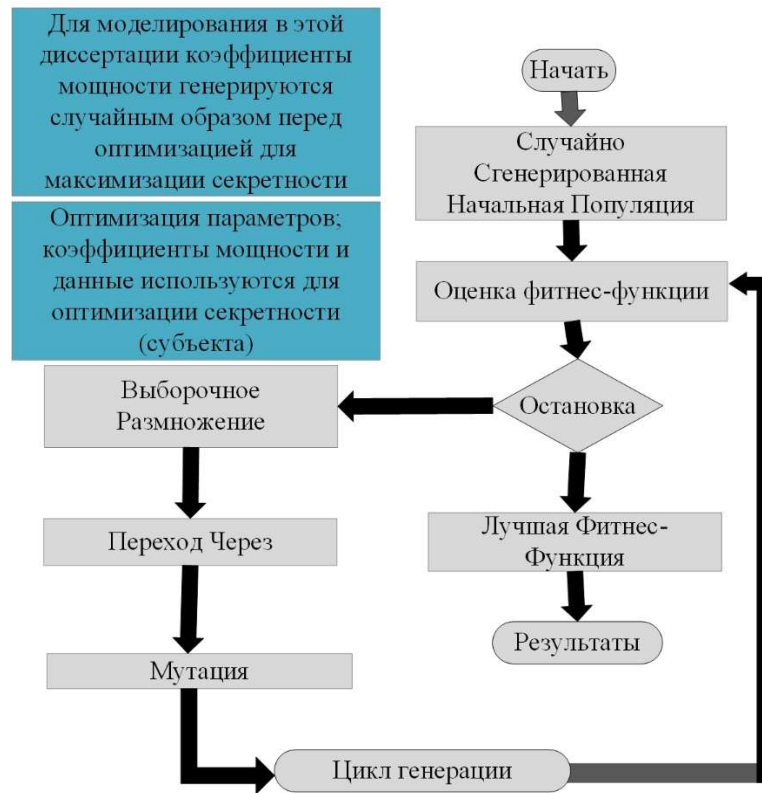 Для моделирования в этой
диссертации коэффициенты
мощности генерируются
случайным образом перед
оптимизацией для
максимизации секретности
Оптимизация параметров;
коэффициенты мощности и
данные используются для
оптимизации секретности
(субъекта)
Начать
Случайно
Сгенерированная
Начальная Популяция
Оценка фитнес-функции
Остановка
Выборочное
Размножение
Переход Через
Мутация
Лучшая Фитнес-
Функция
Результаты
Цикл генерации